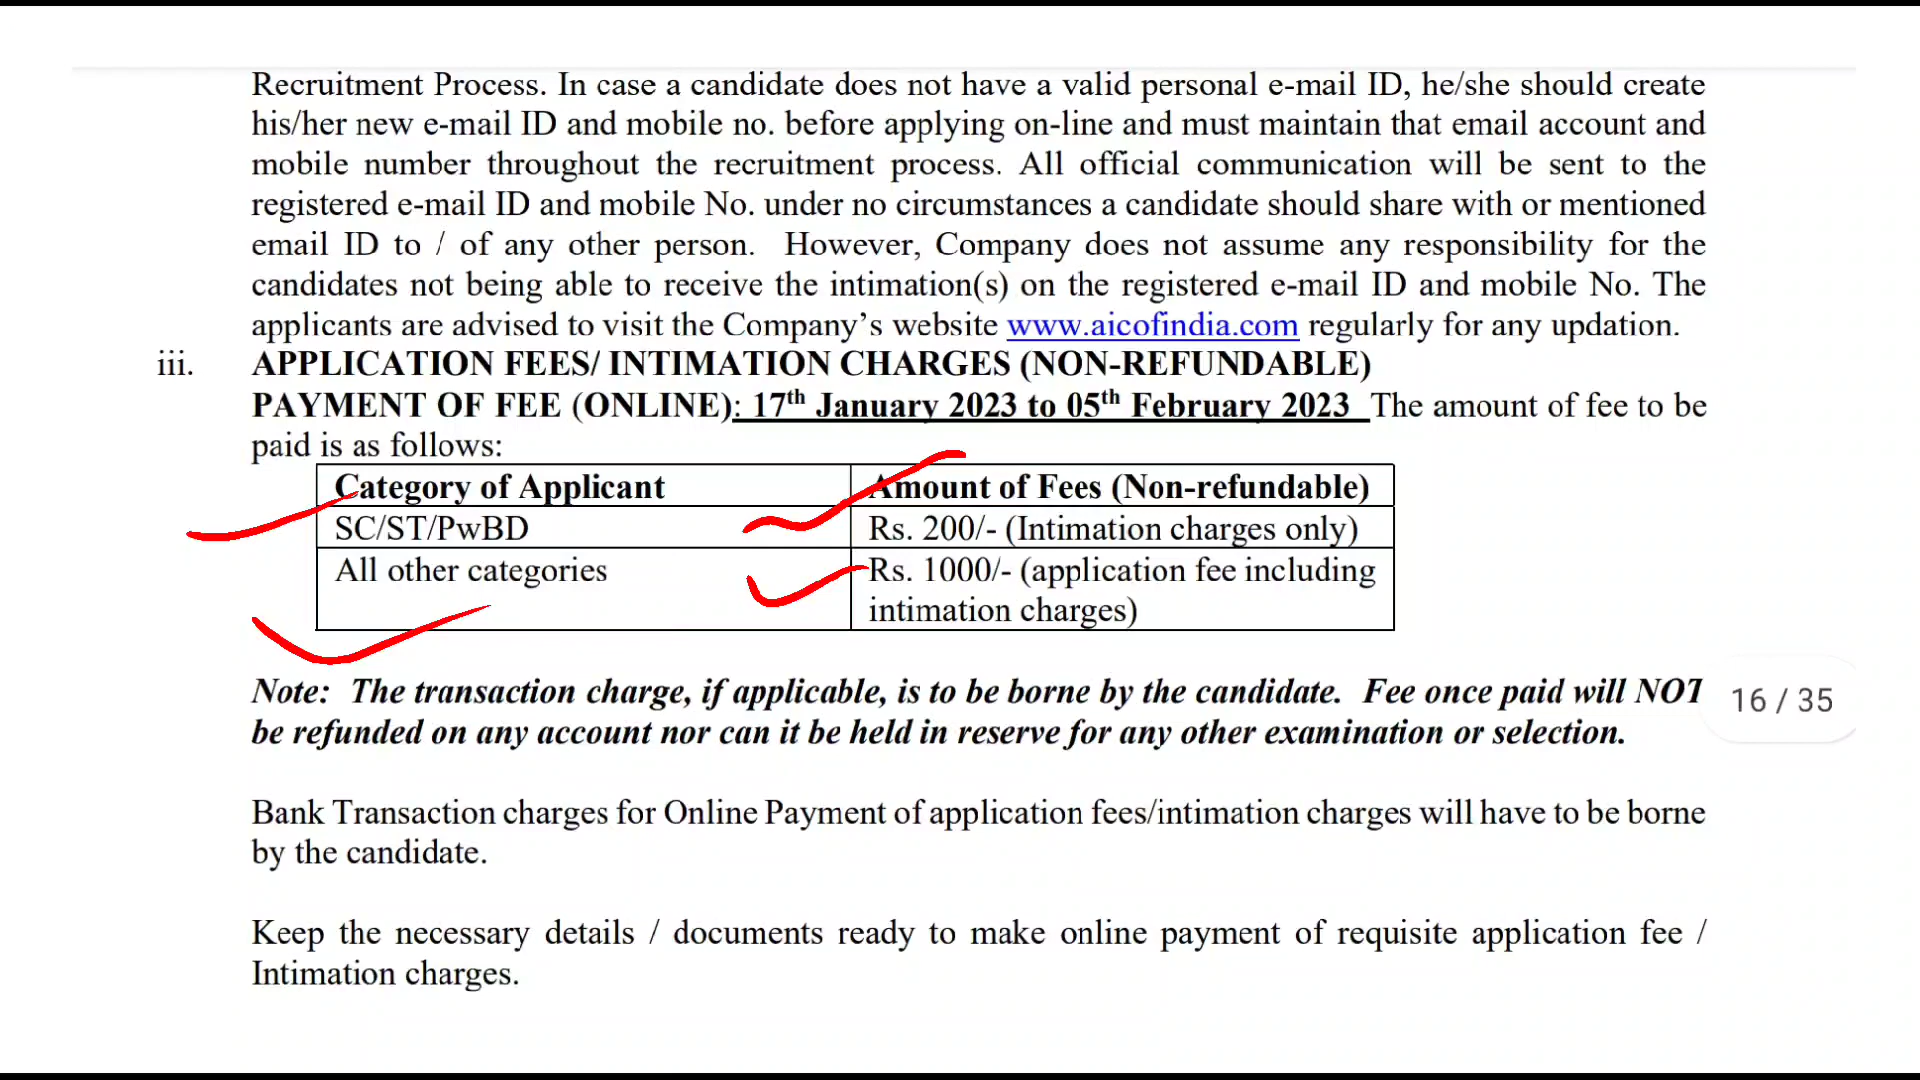 Recruitment Process. In case a candidate does not have a valid personal e-mail ID, he/she should create
his/her new e-mail ID and mobile no. before applying on-line and must maintain that email account and
mobile number throughout the recruitment process. All official communication will be sent to the
registered e-mail ID and mobile No. under no circumstances a candidate should share with or mentioned
email ID to / of any other person. However, Company does not assume any responsibility for the
candidates not being able to receive the intimation(s) on the registered e-mail ID and mobile No. The
applicants are advised to visit the Company's website www.aicofindia.com regularly for any updation.
iii. APPLICATION FEES/ INTIMATION CHARGES (NON-REFUNDABLE)
PAYMENT OF FEE (ONLINE): 17th January 2023 to 05th February 2023 The amount of fee to be
paid is as follows:
Category of Applicant Amount of Fees (Non-refundable)
SC/ST/PwBD Rs. 200/- (Intimation charges only)
All other categories Rs. 1000/- (application fee including
intimation charges)
Note: The transaction charge, if applicable, is to be borne by the candidate. Fee once paid will NOT
be refunded on any account nor can it be held in reserve for any other examination or selection.
16 / 35
Bank Transaction charges for Online Payment of application fees/intimation charges will have to be borne
by the candidate.
Keep the necessary details / documents ready to make online payment of requisite application fee /
Intimation charges.